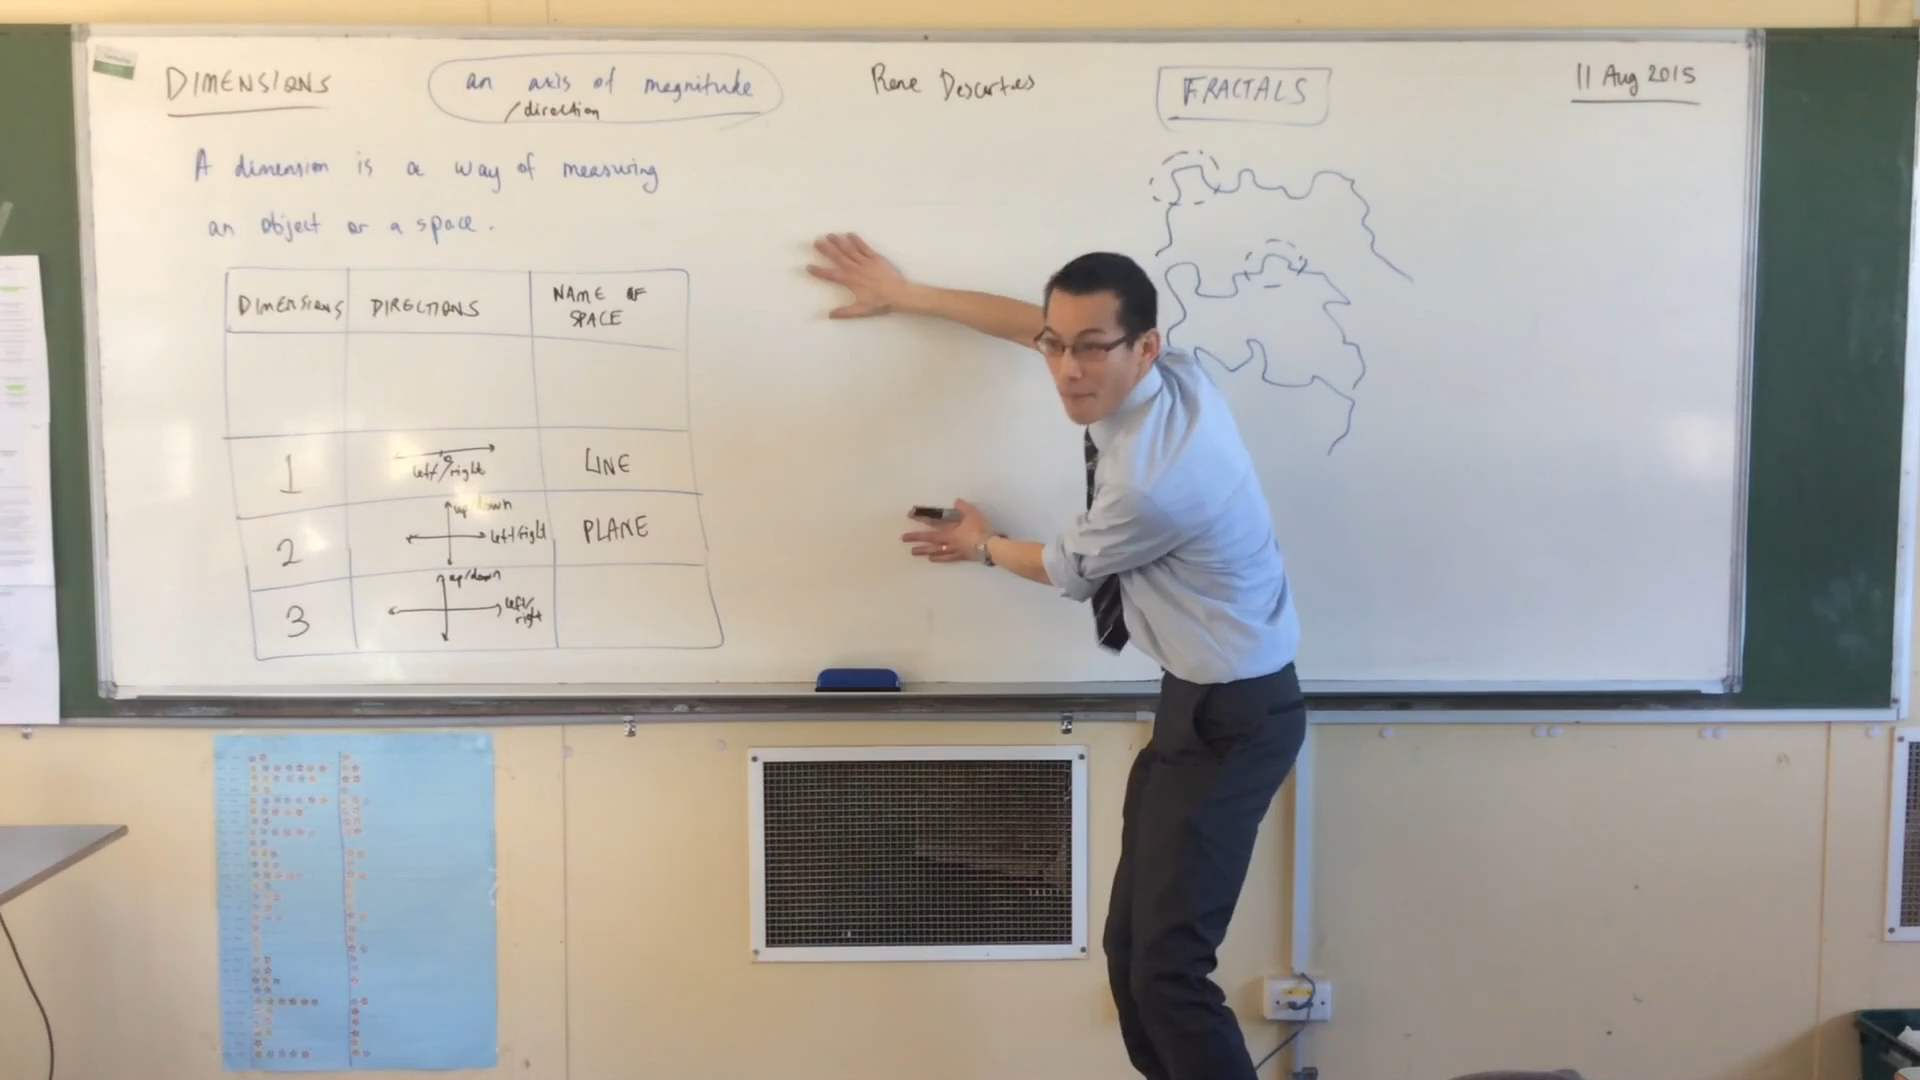 DIMENSIONS
an axis of magnitude
/direction
Rene Descartes
FRACTALS
11 Aug 2015
A dimension is a way of measuring
an object or a space.
DIMENSIONS DIRECTIONS NAME OF SPACE
1 left/right LINE
2 up/down left/right PLANE
3 up/down left/right